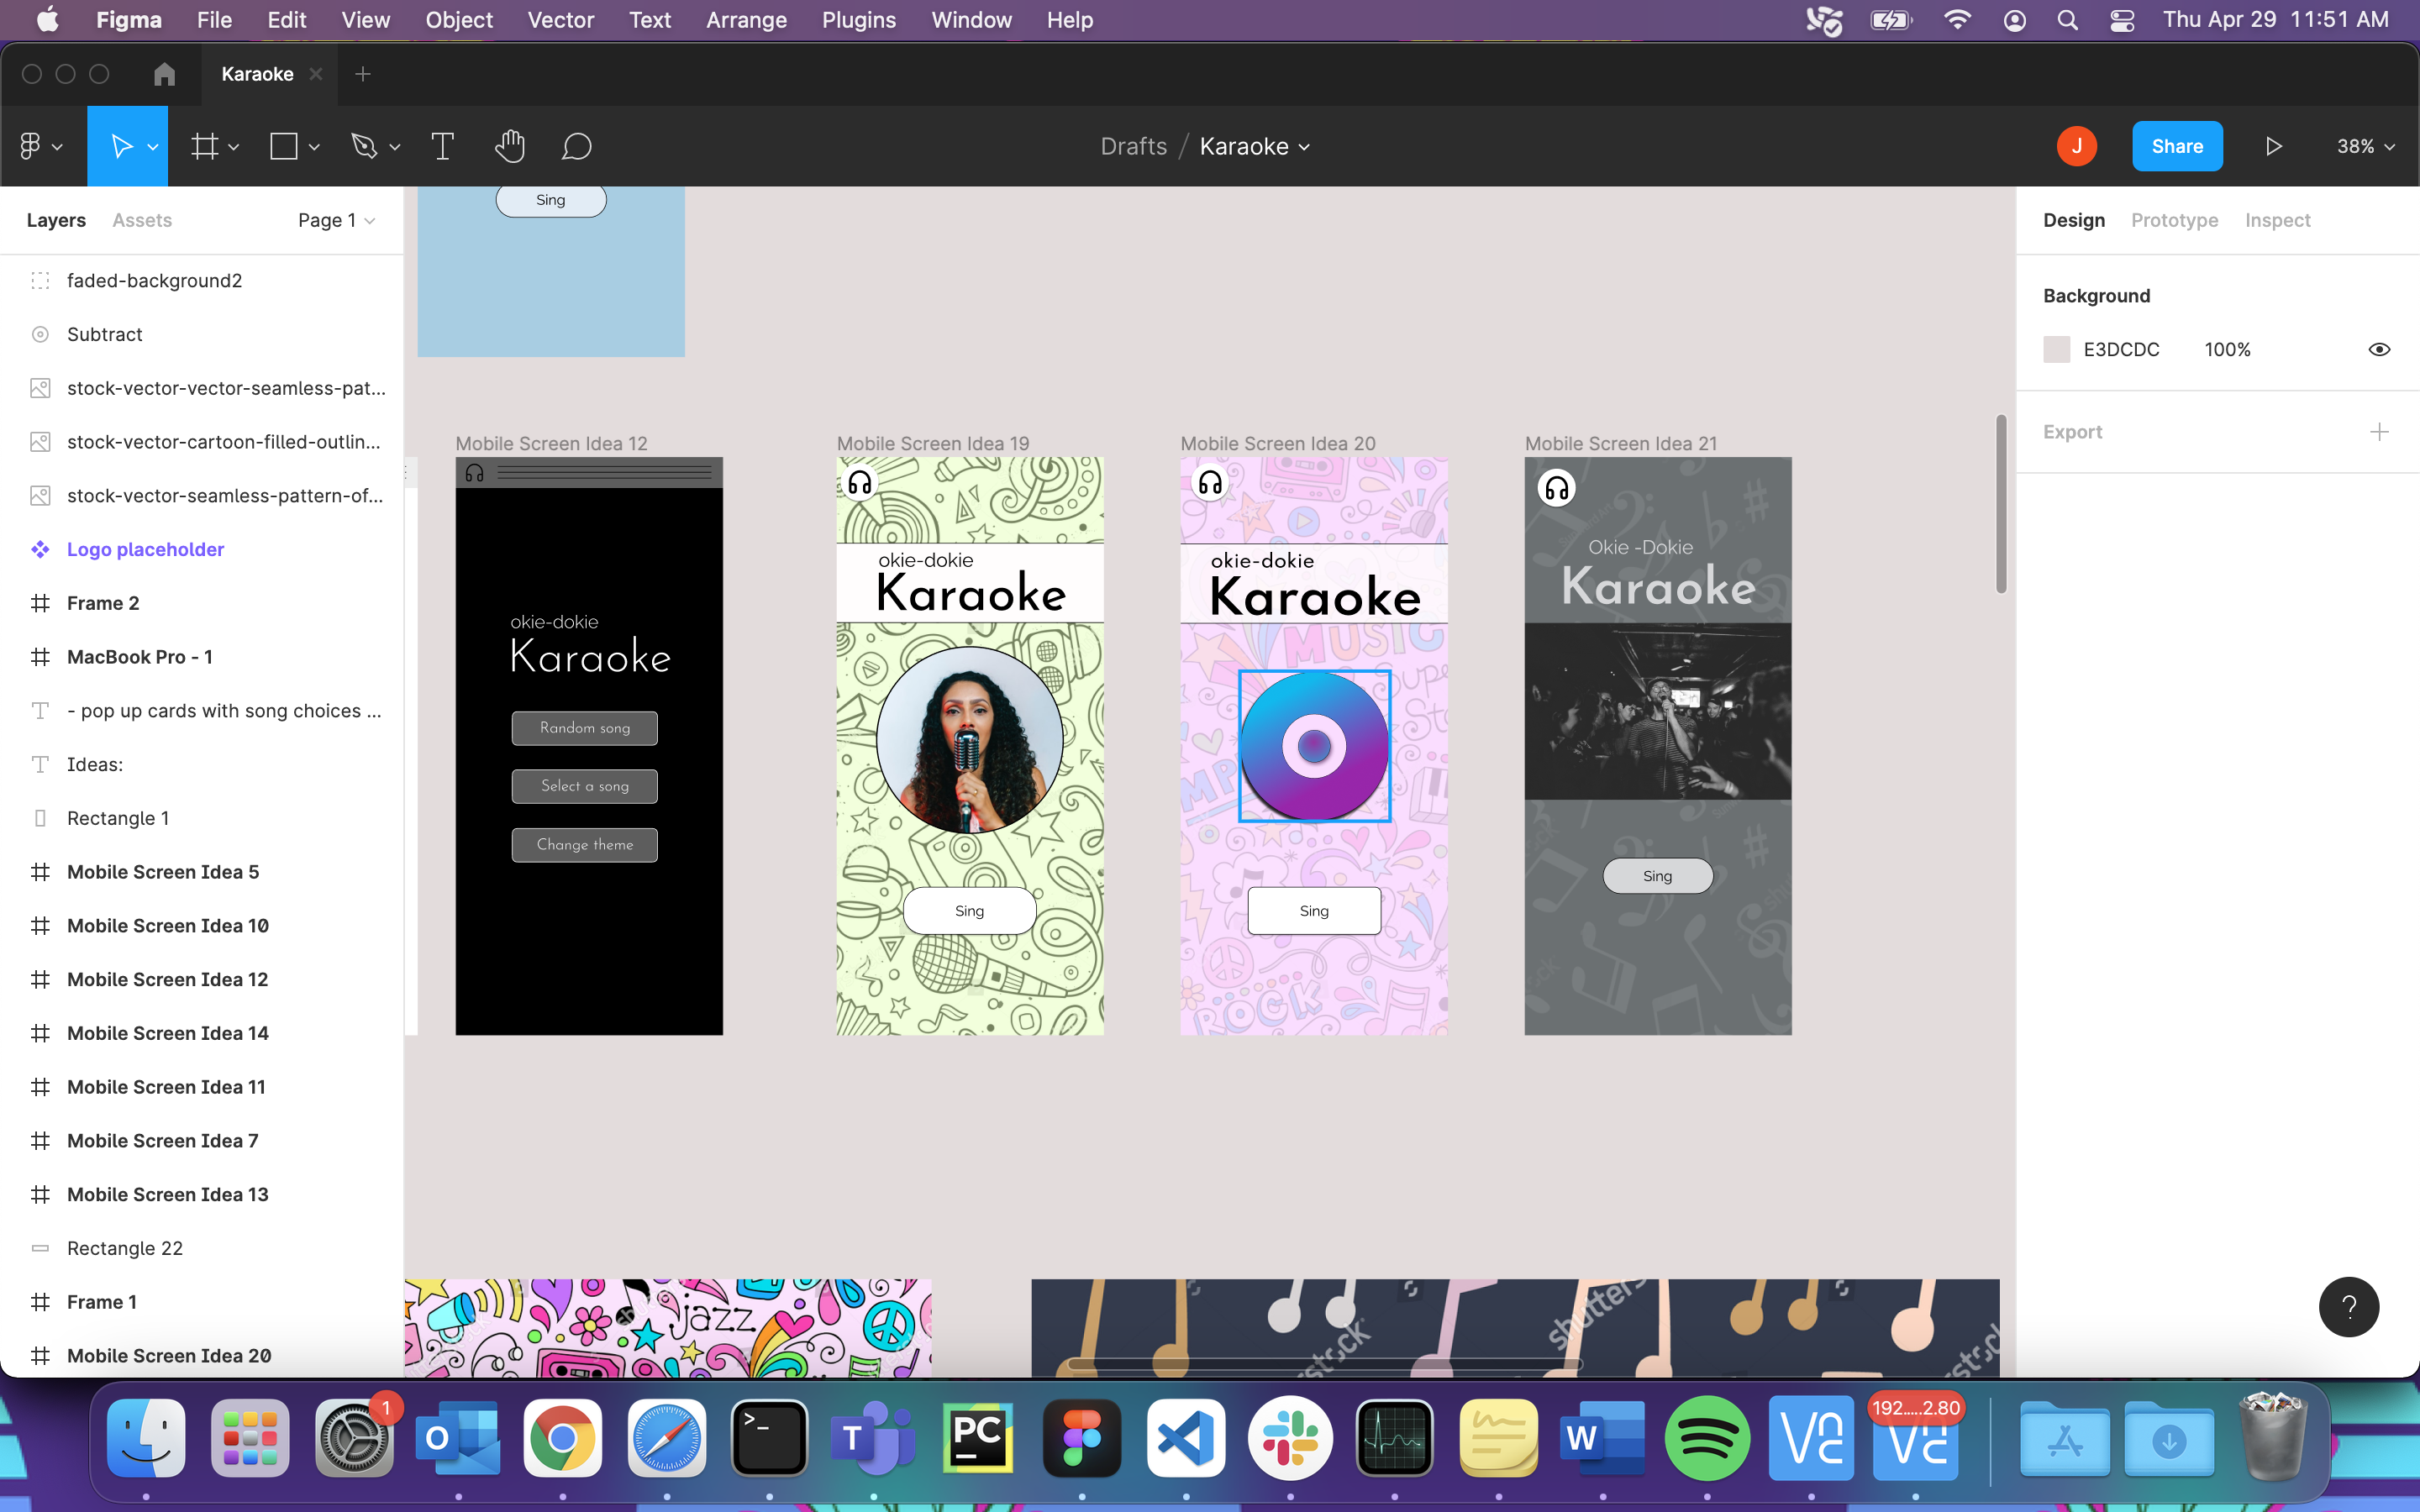 Figma File Edit View Object Vector Text Arrange Plugins Window Help Thu Apr 29 11:51 AM
Karaoke
Drafts / Karaoke J Share 38%
Layers Assets Page 1
faded-background2
Subtract
stock-vector-vector-seamless-pat...
stock-vector-cartoon-filled-outlin...
stock-vector-seamless-pattern-of...
Logo placeholder
Frame 2
MacBook Pro - 1
- pop up cards with song choices ...
Ideas:
Rectangle 1
Mobile Screen Idea 5
Mobile Screen Idea 10
Mobile Screen Idea 12
Mobile Screen Idea 14
Mobile Screen Idea 11
Mobile Screen Idea 7
Mobile Screen Idea 13
Rectangle 22
Frame 1
Mobile Screen Idea 20
Sing
Mobile Screen Idea 12
okie-dokie
Karaoke
Random song
Select a song
Change theme
Mobile Screen Idea 19
okie-dokie
Karaoke
Sing
Mobile Screen Idea 20
okie-dokie
Karaoke
MUSIC
ROCK
Sing
Mobile Screen Idea 21
Okie -Dokie
Karaoke
Sing
jazz
shutters
Design Prototype Inspect
Background
E3DCDC 100%
Export
?
1
O
>_
T
PC
W
192.....2.80